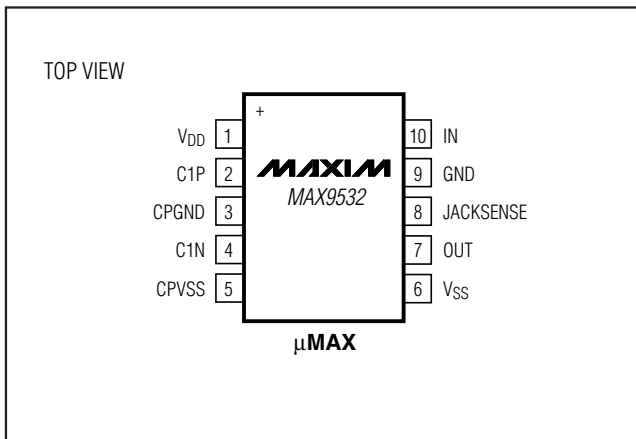 TOP VIEW
+
VDD 1
C1P 2
CPGND 3
C1N 4
CPVSS 5
MAXIM
MAX9532
10 IN
9 GND
8 JACKSENSE
7 OUT
6 VSS
µMAX